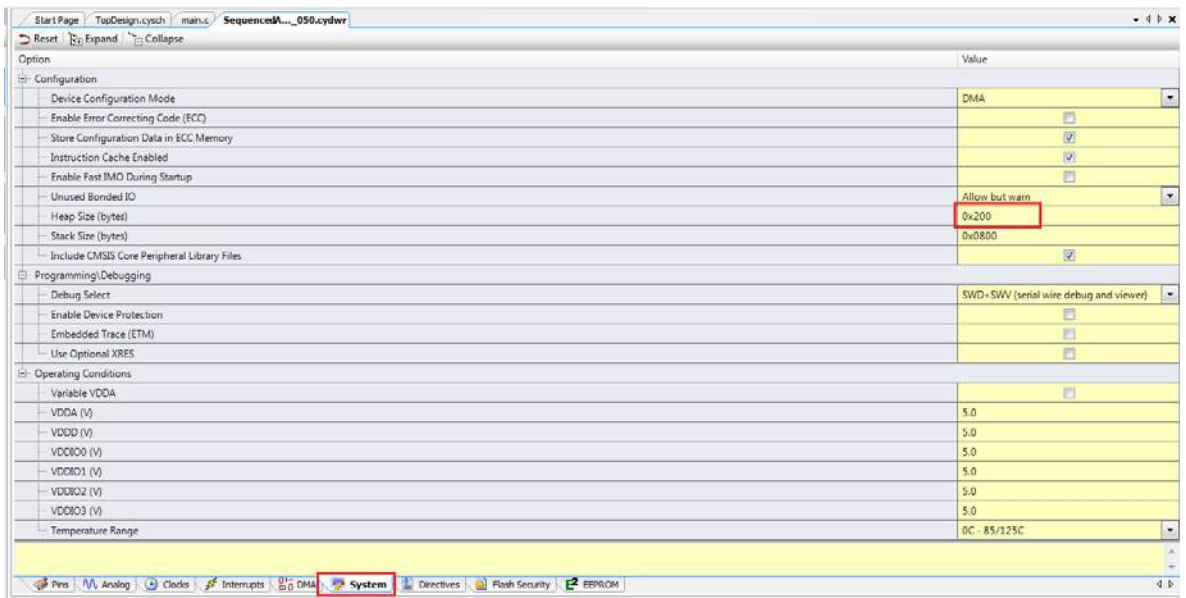 Start Page TopDesign.cysch main.c SequencedA..._050.cydwr
Reset Expand Collapse
Option Value
Configuration
Device Configuration Mode DMA
Enable Error Correcting Code (ECC)
Store Configuration Data in ECC Memory
Instruction Cache Enabled
Enable Fast IMO During Startup
Unused Bonded IO Allow but warn
Heap Size (bytes) 0x200
Stack Size (bytes) 0x0800
Include CMSIS Core Peripheral Library Files
Programming\Debugging
Debug Select SWD+SWV (serial wire debug and viewer)
Enable Device Protection
Embedded Trace (ETM)
Use Optional XRES
Operating Conditions
Variable VDDA
VDDA (V) 5.0
VDDD (V) 5.0
VDDIO0 (V) 5.0
VDDIO1 (V) 5.0
VDDIO2 (V) 5.0
VDDIO3 (V) 5.0
Temperature Range 0C - 85/125C
Pins Analog Clocks Interrupts DMA System Directives Flash Security EEPROM